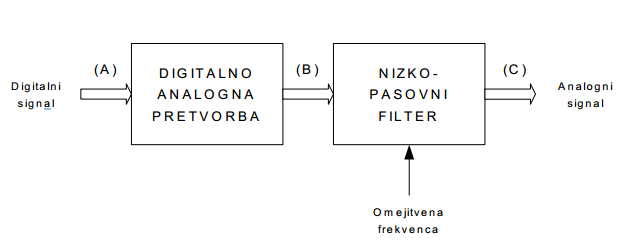 Digitalni
signal
(A)
DIGITALNO
ANALOGNA
PRETVORBA
(B)
NIZKO-
PASOVNI
FILTER
(C)
Analogni
signal
Omejitvena
frekvenca